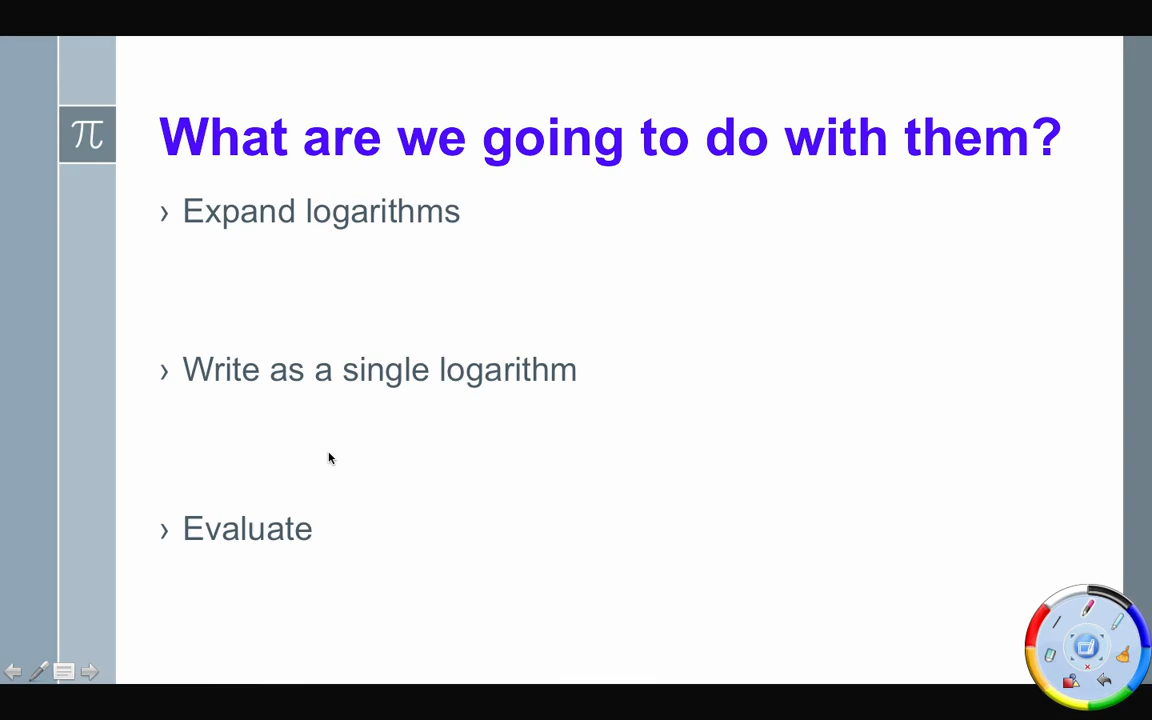 π
What are we going to do with them?
› Expand logarithms
› Write as a single logarithm
› Evaluate